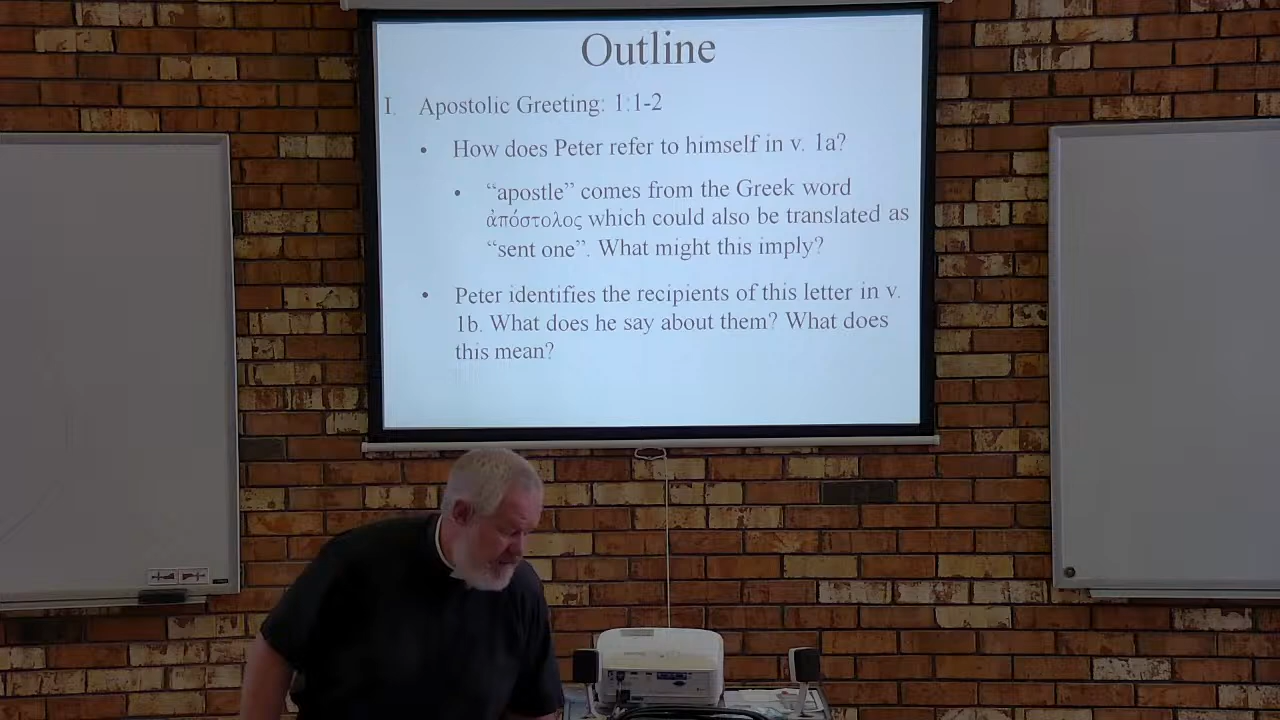 Outline
I. Apostolic Greeting: 1:1-2
• How does Peter refer to himself in v. 1a?
• “apostle” comes from the Greek word
ἀπόστολος which could also be translated as
“sent one”. What might this imply?
• Peter identifies the recipients of this letter in v.
1b. What does he say about them? What does
this mean?